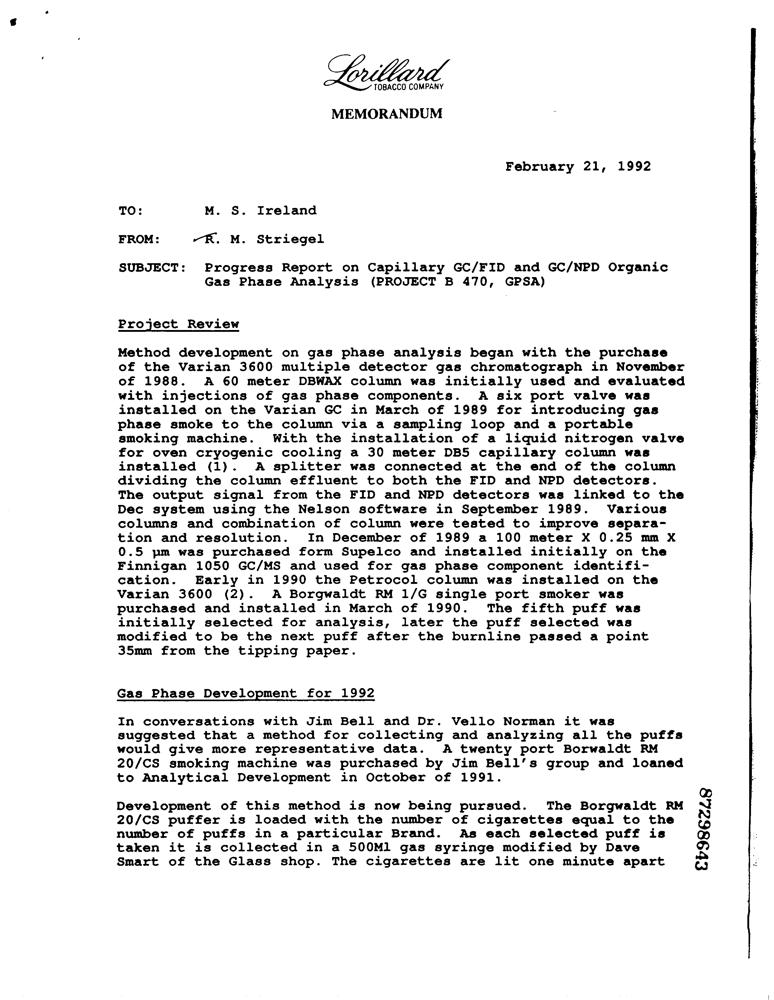 Lorillard
TOBACCO COMPANY
MEMORANDUM
February 21, 1992
TO: M. S. Ireland
FROM: R. M. Striegel
SUBJECT: Progress Report on Capillary GC/FID and GC/NPD Organic
Gas Phase Analysis (PROJECT B 470, GPSA)
Project Review
Method development on gas phase analysis began with the purchase
of the Varian 3600 multiple detector gas chromatograph in November
of 1988. A 60 meter DBWAX column was initially used and evaluated
with injections of gas phase components. A six port valve was
installed on the Varian GC in March of 1989 for introducing gas
phase smoke to the column via a sampling loop and a portable
smoking machine. With the installation of a liquid nitrogen valve
for oven cryogenic cooling a 30 meter DB5 capillary column was
installed (1). A splitter was connected at the end of the column
dividing the column effluent to both the FID and NPD detectors.
The output signal from the FID and NPD detectors was linked to the
Dec system using the Nelson software in September 1989. Various
columns and combination of column were tested to improve separa-
tion and resolution. In December of 1989 a 100 meter X 0.25 mm X
0.5 µm was purchased form Supelco and installed initially on the
Finnigan 1050 GC/MS and used for gas phase component identifi-
cation. Early in 1990 the Petrocol column was installed on the
Varian 3600 (2). A Borgwaldt RM 1/G single port smoker was
purchased and installed in March of 1990. The fifth puff was
initially selected for analysis, later the puff selected was
modified to be the next puff after the burnline passed a point
35mm from the tipping paper.
Gas Phase Development for 1992
In conversations with Jim Bell and Dr. Vello Norman it was
suggested that a method for collecting and analyzing all the puffs
would give more representative data. A twenty port Borwaldt RM
20/CS smoking machine was purchased by Jim Bell's group and loaned
to Analytical Development in October of 1991.
Development of this method is now being pursued. The Borgwaldt RM
20/CS puffer is loaded with the number of cigarettes equal to the
number of puffs in a particular Brand. As each selected puff is
taken it is collected in a 500Ml gas syringe modified by Dave
Smart of the Glass shop. The cigarettes are lit one minute apart
87298643